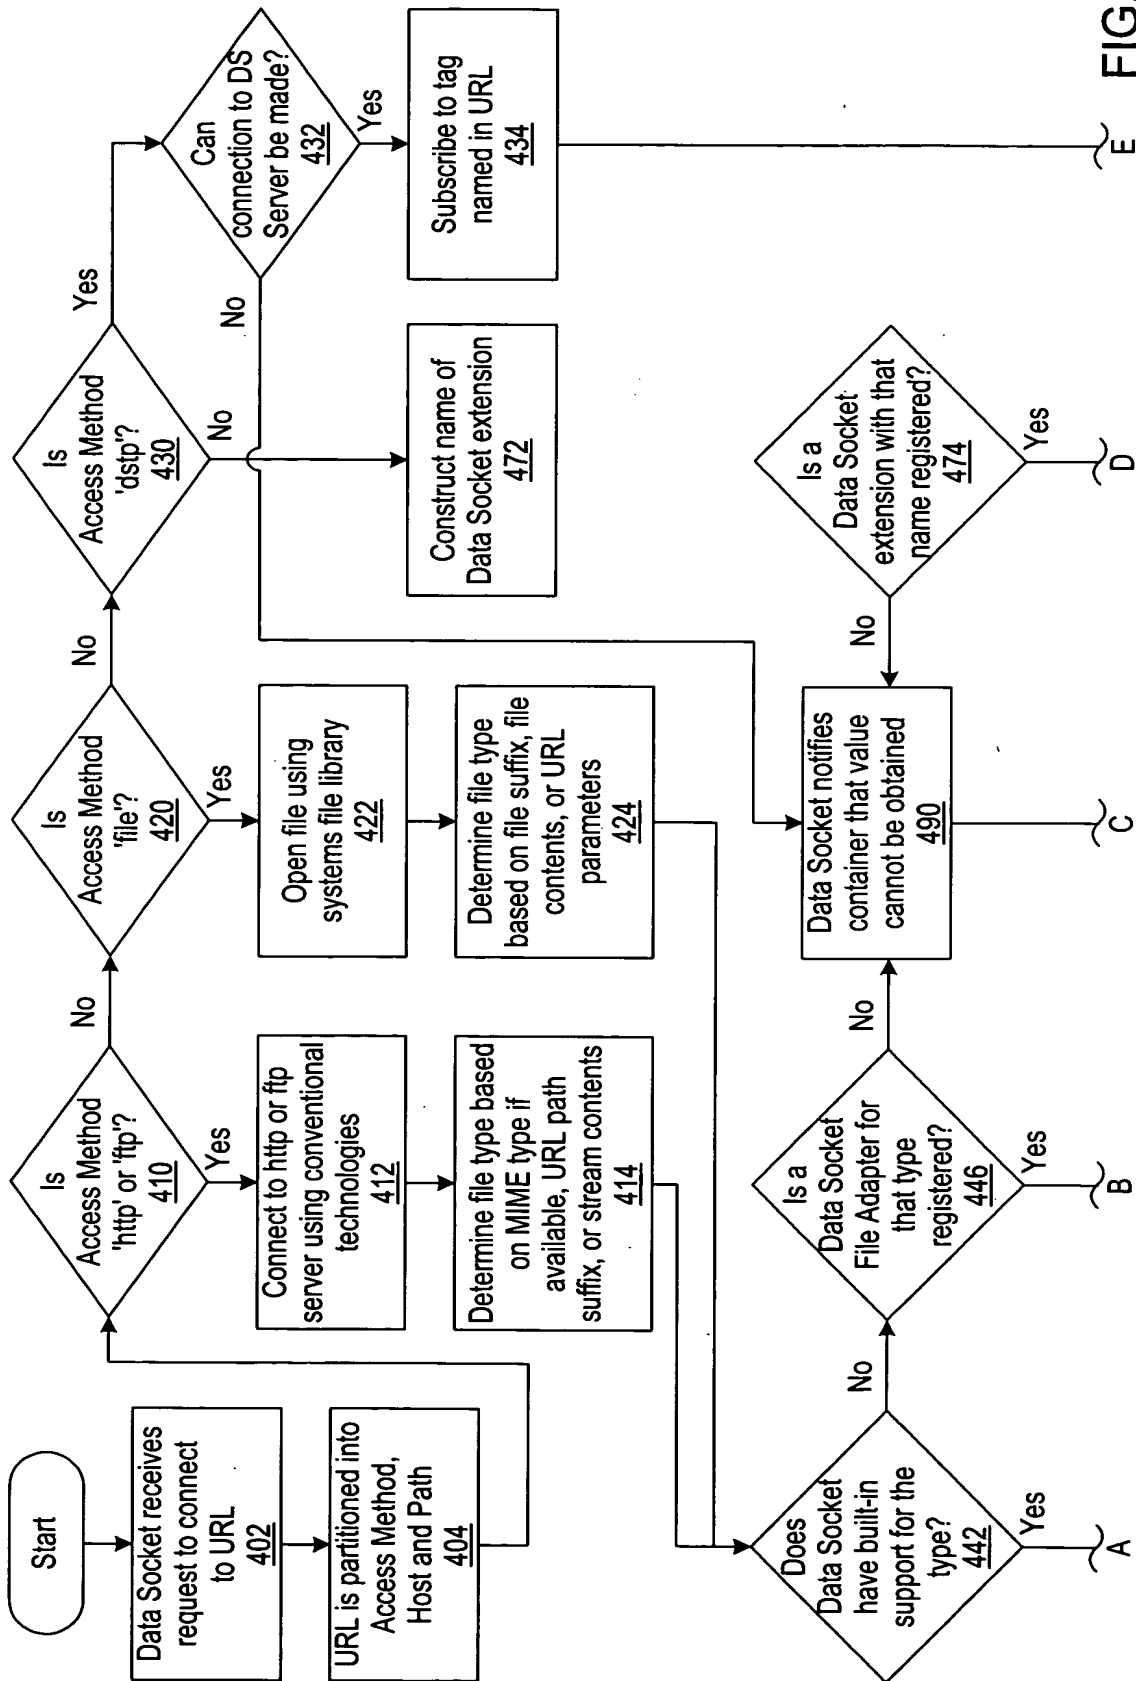 Start
Data Socket receives
request to connect
to URL
402
URL is partitioned into
Access Method,
Host and Path
404
Is
Access Method
'http' or 'ftp'?
410
No
Yes
Connect to http or ftp
server using conventional
technologies
412
Determine file type based
on MIME type if
available, URL path
suffix, or stream contents
414
Is
Access Method
'file'?
420
No
Yes
Open file using
systems file library
422
Determine file type
based on file suffix, file
contents, or URL
parameters
424
Is
Access Method
'dstp'?
430
Yes
No
Construct name of
Data Socket extension
472
Can
connection to DS
Server be made?
432
No
Yes
Subscribe to tag
named in URL
434
Does
Data Socket
have built-in
support for the
type?
442
No
Yes
Is a
Data Socket
File Adapter for
that type
registered?
446
No
Yes
Data Socket notifies
container that value
cannot be obtained
490
Is a
Data Socket
extension with that
name registered?
474
No
Yes
A
B
C
D
E
FIG.